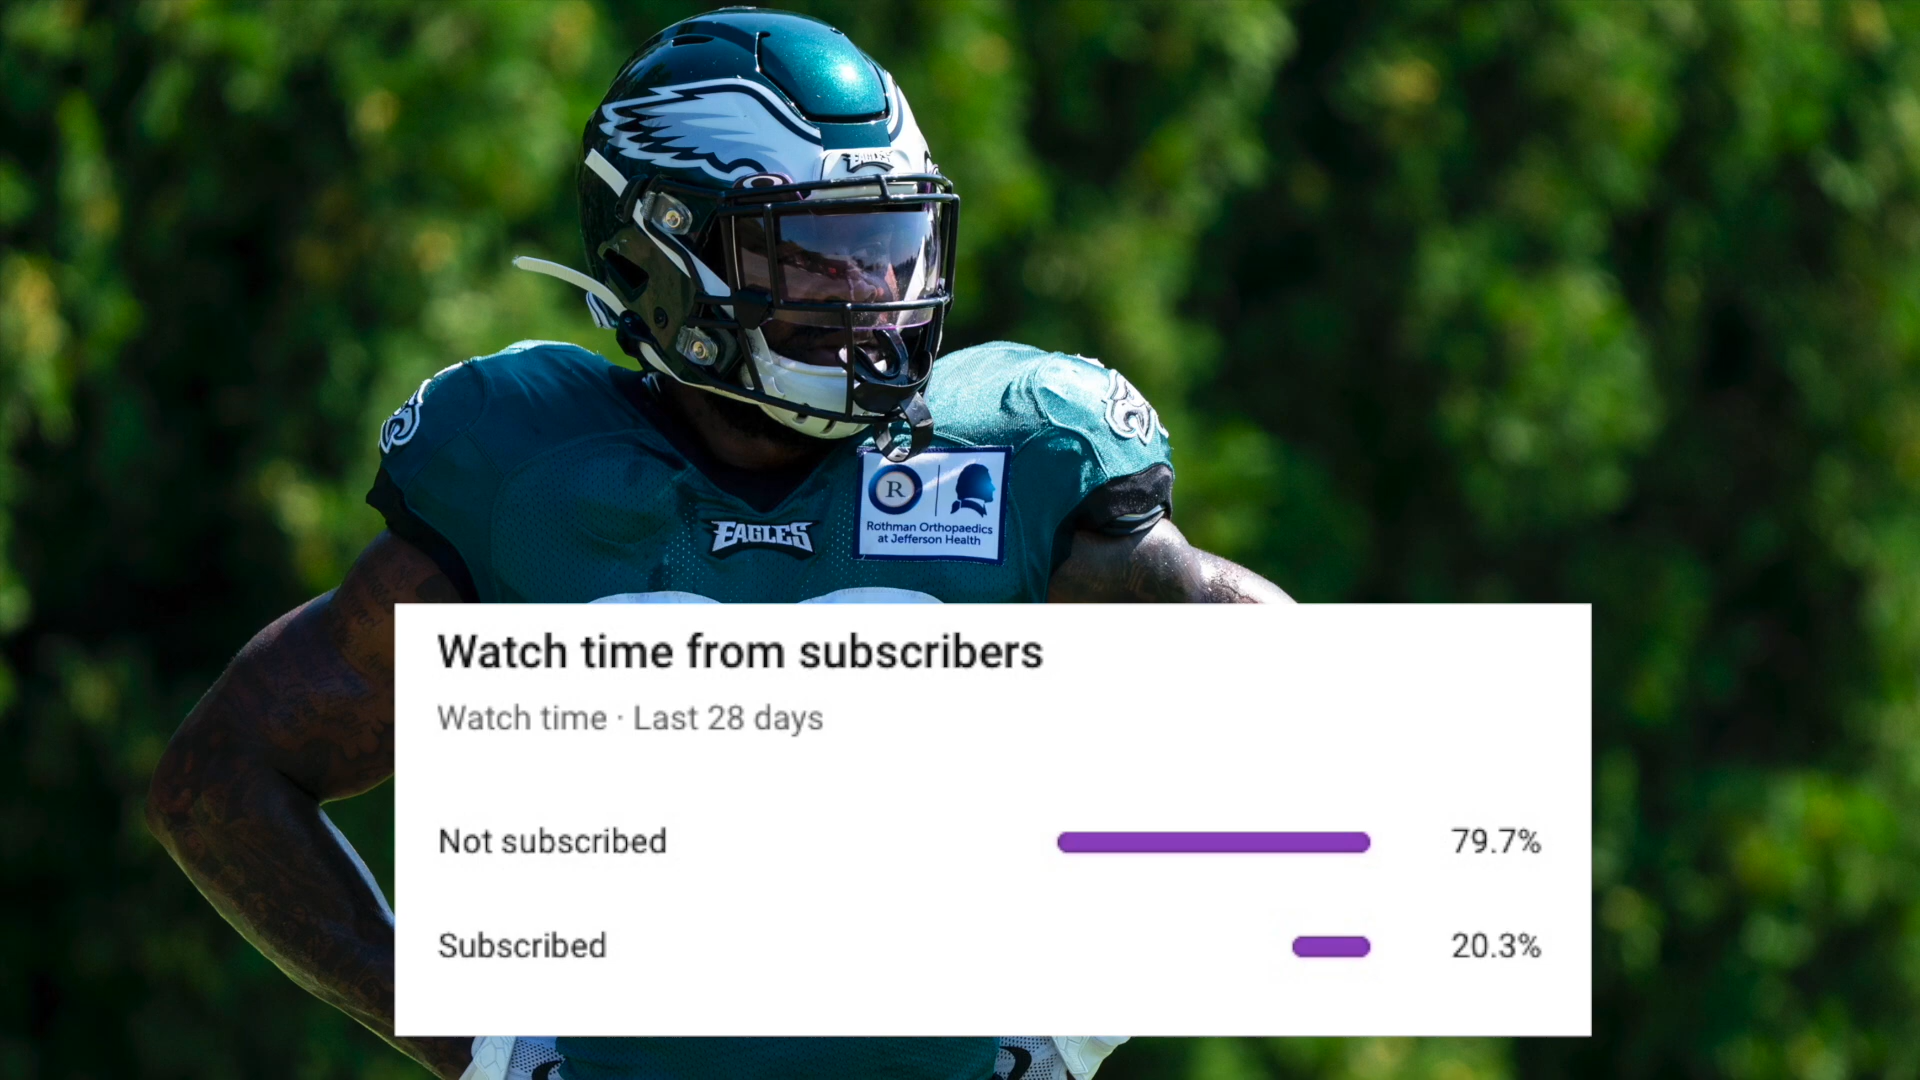 EAGLES
R
EAGLES
Rothman Orthopaedics
at Jefferson Health
Watch time from subscribers
Watch time · Last 28 days
Not subscribed 79.7%
Subscribed 20.3%